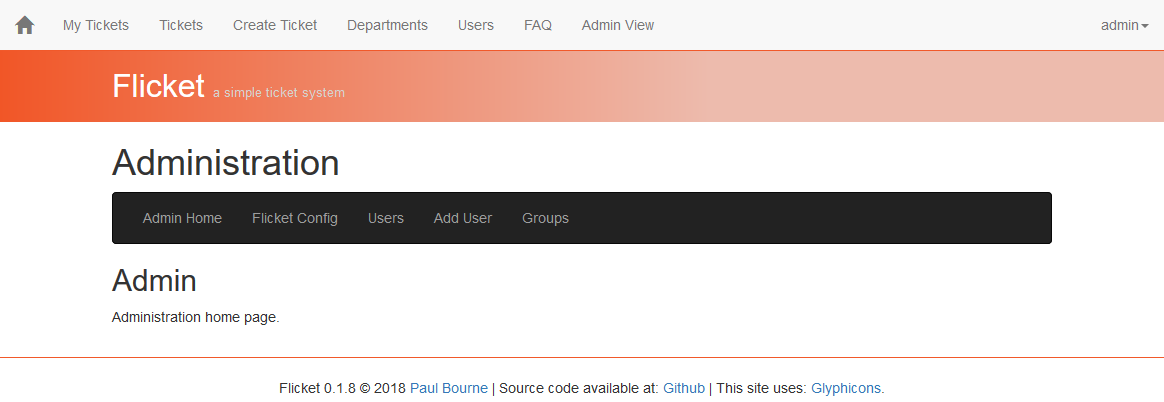 My Tickets Tickets Create Ticket Departments Users FAQ Admin View admin
Flicket a simple ticket system
Administration
Admin Home Flicket Config Users Add User Groups
Admin
Administration home page.
Flicket 0.1.8 © 2018 Paul Bourne | Source code available at: Github | This site uses: Glyphicons.